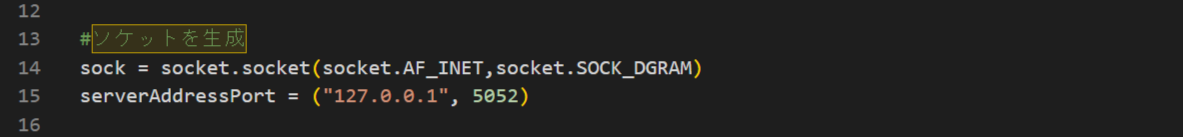 12
13 #ソケットを生成
14 sock = socket.socket(socket.AF_INET,socket.SOCK_DGRAM)
15 serverAddressPort = ("127.0.0.1", 5052)
16